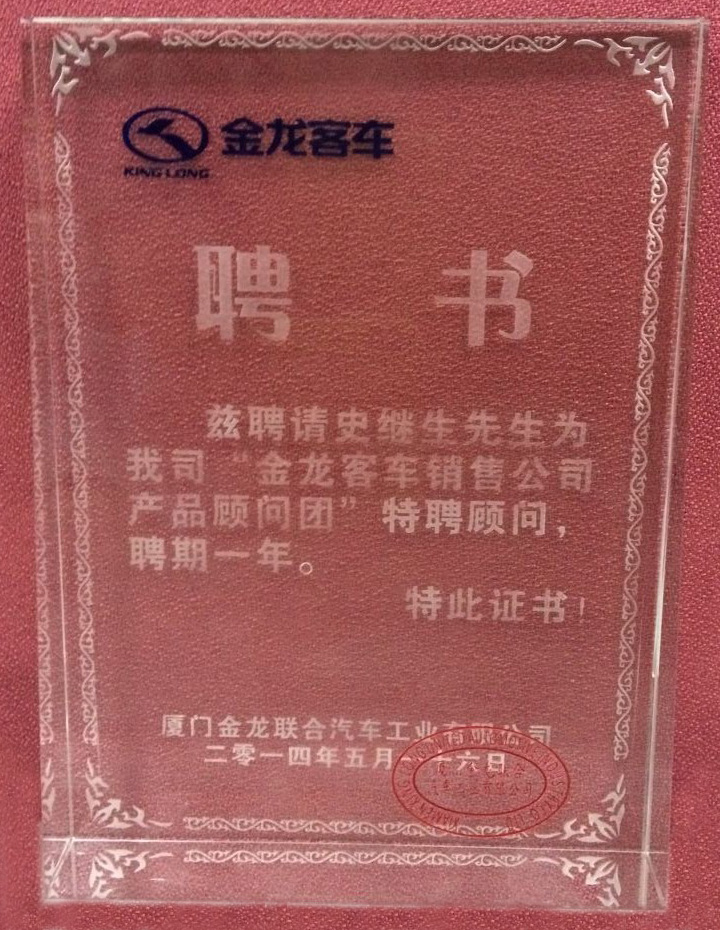 金龙客车
KING LONG
聘 书
兹聘请史继生先生为
我司“金龙客车销售公司
产品顾问团”特聘顾问，
聘期一年。
特此证书！
厦门金龙联合汽车工业有限公司
二零一四年五月 十六日